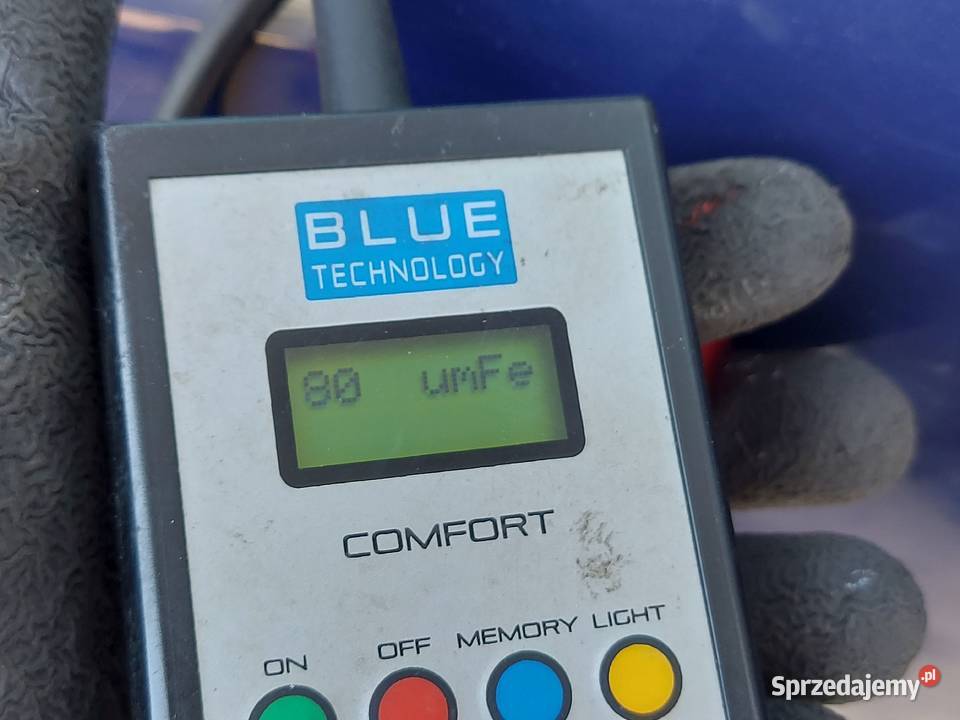 BLUE
TECHNOLOGY
80 umFe
COMFORT
ON OFF MEMORY LIGHT
Sprzedajemy.pl